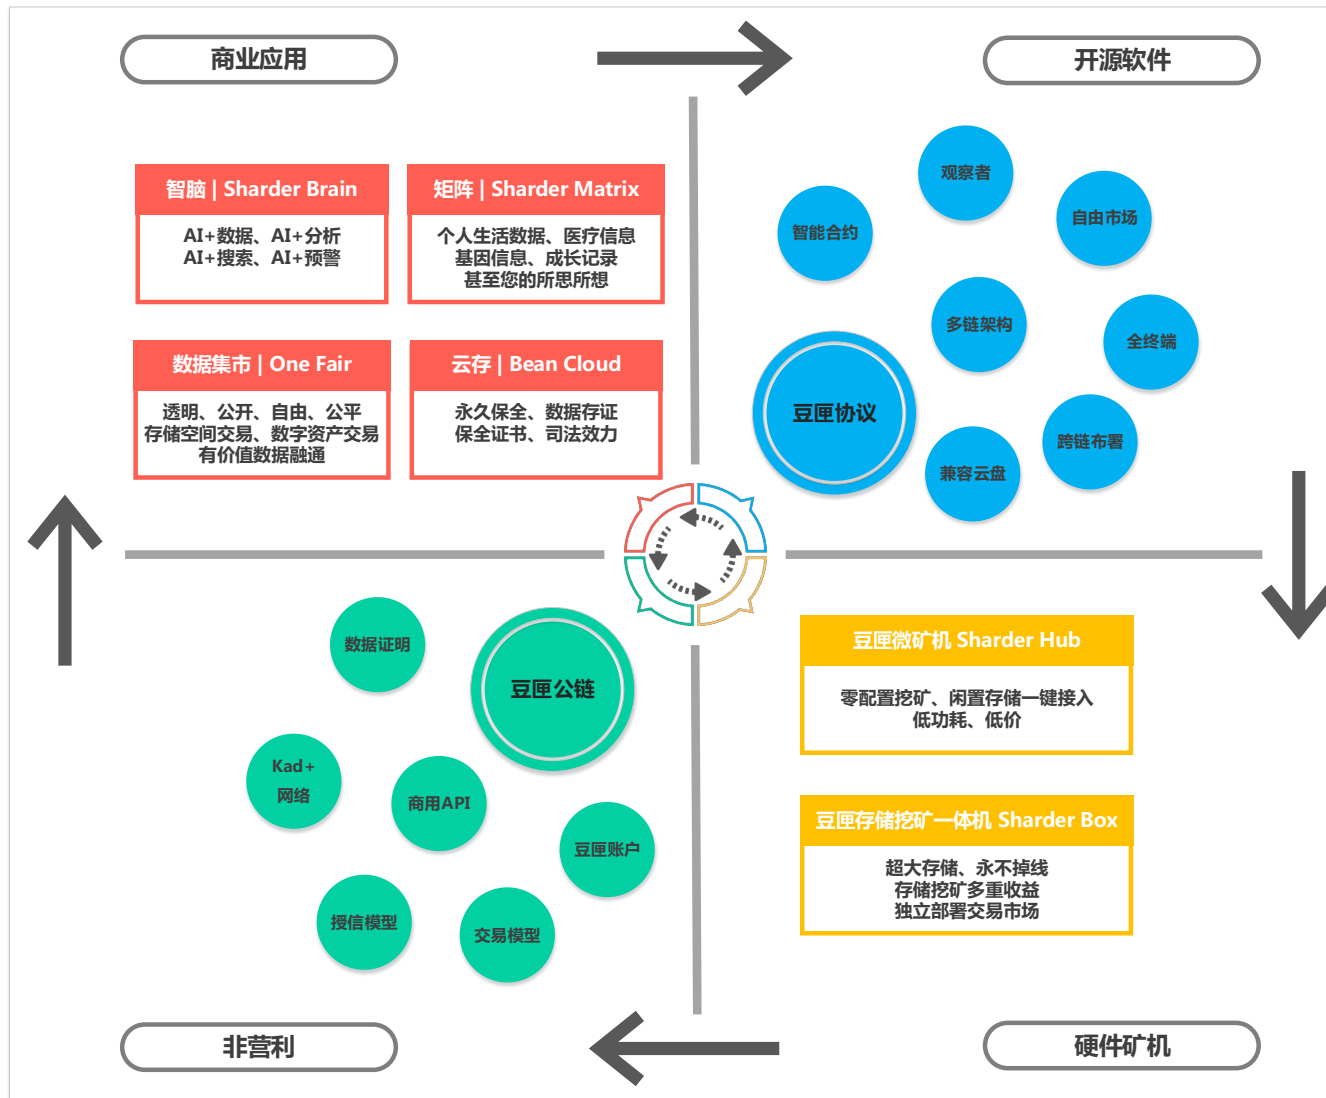 商业应用
开源软件
智脑 | Sharder Brain
AI+数据、AI+分析
AI+搜索、AI+预警
矩阵 | Sharder Matrix
个人生活数据、医疗信息
基因信息、成长记录
甚至您的所思所想
数据集市 | One Fair
透明、公开、自由、公平
存储空间交易、数字资产交易
有价值数据融通
云存 | Bean Cloud
永久保全、数据存证
保全证书、司法效力
观察者
智能合约
自由市场
多链架构
全终端
豆匣协议
跨链布署
兼容云盘
数据证明
豆匣公链
Kad+
网络
商用API
豆匣账户
授信模型
交易模型
豆匣微矿机 Sharder Hub
零配置挖矿、闲置存储一键接入
低功耗、低价
豆匣存储挖矿一体机 Sharder Box
超大存储、永不掉线
存储挖矿多重收益
独立部署交易市场
非营利
硬件矿机